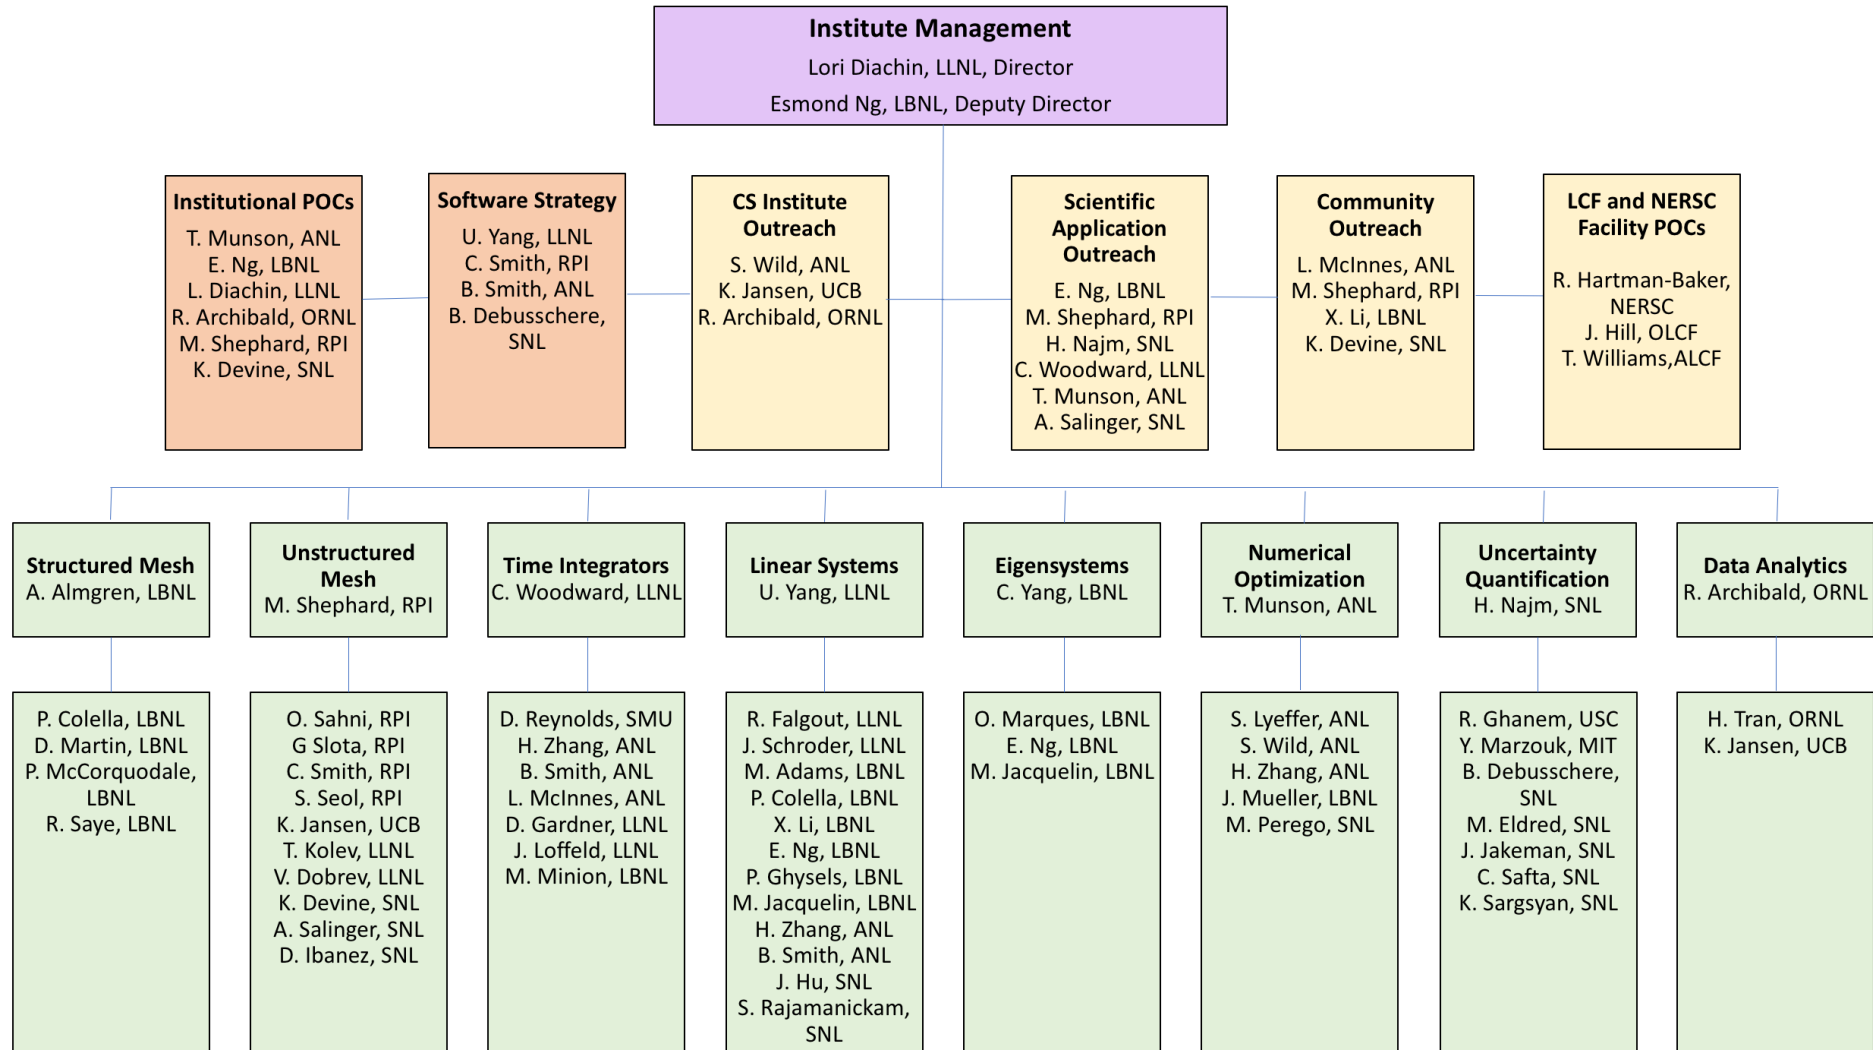 Institute Management
Lori Diachin, LLNL, Director
Esmond Ng, LBNL, Deputy Director
Institutional POCs
T. Munson, ANL
E. Ng, LBNL
L. Diachin, LLNL
R. Archibald, ORNL
M. Shephard, RPI
K. Devine, SNL
Software Strategy
U. Yang, LLNL
C. Smith, RPI
B. Smith, ANL
B. Debusschere,
SNL
CS Institute
Outreach
S. Wild, ANL
K. Jansen, UCB
R. Archibald, ORNL
Scientific
Application
Outreach
E. Ng, LBNL
M. Shephard, RPI
H. Najm, SNL
C. Woodward, LLNL
T. Munson, ANL
A. Salinger, SNL
Community
Outreach
L. McInnes, ANL
M. Shephard, RPI
X. Li, LBNL
K. Devine, SNL
LCF and NERSC
Facility POCs
R. Hartman-Baker,
NERSC
J. Hill, OLCF
T. Williams,ALCF
Structured Mesh
A. Almgren, LBNL
Unstructured
Mesh
M. Shephard, RPI
Time Integrators
C. Woodward, LLNL
Linear Systems
U. Yang, LLNL
Eigensystems
C. Yang, LBNL
Numerical
Optimization
T. Munson, ANL
Uncertainty
Quantification
H. Najm, SNL
Data Analytics
R. Archibald, ORNL
P. Colella, LBNL
D. Martin, LBNL
P. McCorquodale,
LBNL
R. Saye, LBNL
O. Sahni, RPI
G Slota, RPI
C. Smith, RPI
S. Seol, RPI
K. Jansen, UCB
T. Kolev, LLNL
V. Dobrev, LLNL
K. Devine, SNL
A. Salinger, SNL
D. Ibanez, SNL
D. Reynolds, SMU
H. Zhang, ANL
B. Smith, ANL
L. McInnes, ANL
D. Gardner, LLNL
J. Loffeld, LLNL
M. Minion, LBNL
R. Falgout, LLNL
J. Schroder, LLNL
M. Adams, LBNL
P. Colella, LBNL
X. Li, LBNL
E. Ng, LBNL
P. Ghysels, LBNL
M. Jacquelin, LBNL
H. Zhang, ANL
B. Smith, ANL
J. Hu, SNL
S. Rajamanickam,
SNL
O. Marques, LBNL
E. Ng, LBNL
M. Jacquelin, LBNL
S. Lyeffer, ANL
S. Wild, ANL
H. Zhang, ANL
J. Mueller, LBNL
M. Perego, SNL
R. Ghanem, USC
Y. Marzouk, MIT
B. Debusschere,
SNL
M. Eldred, SNL
J. Jakeman, SNL
C. Safta, SNL
K. Sargsyan, SNL
H. Tran, ORNL
K. Jansen, UCB